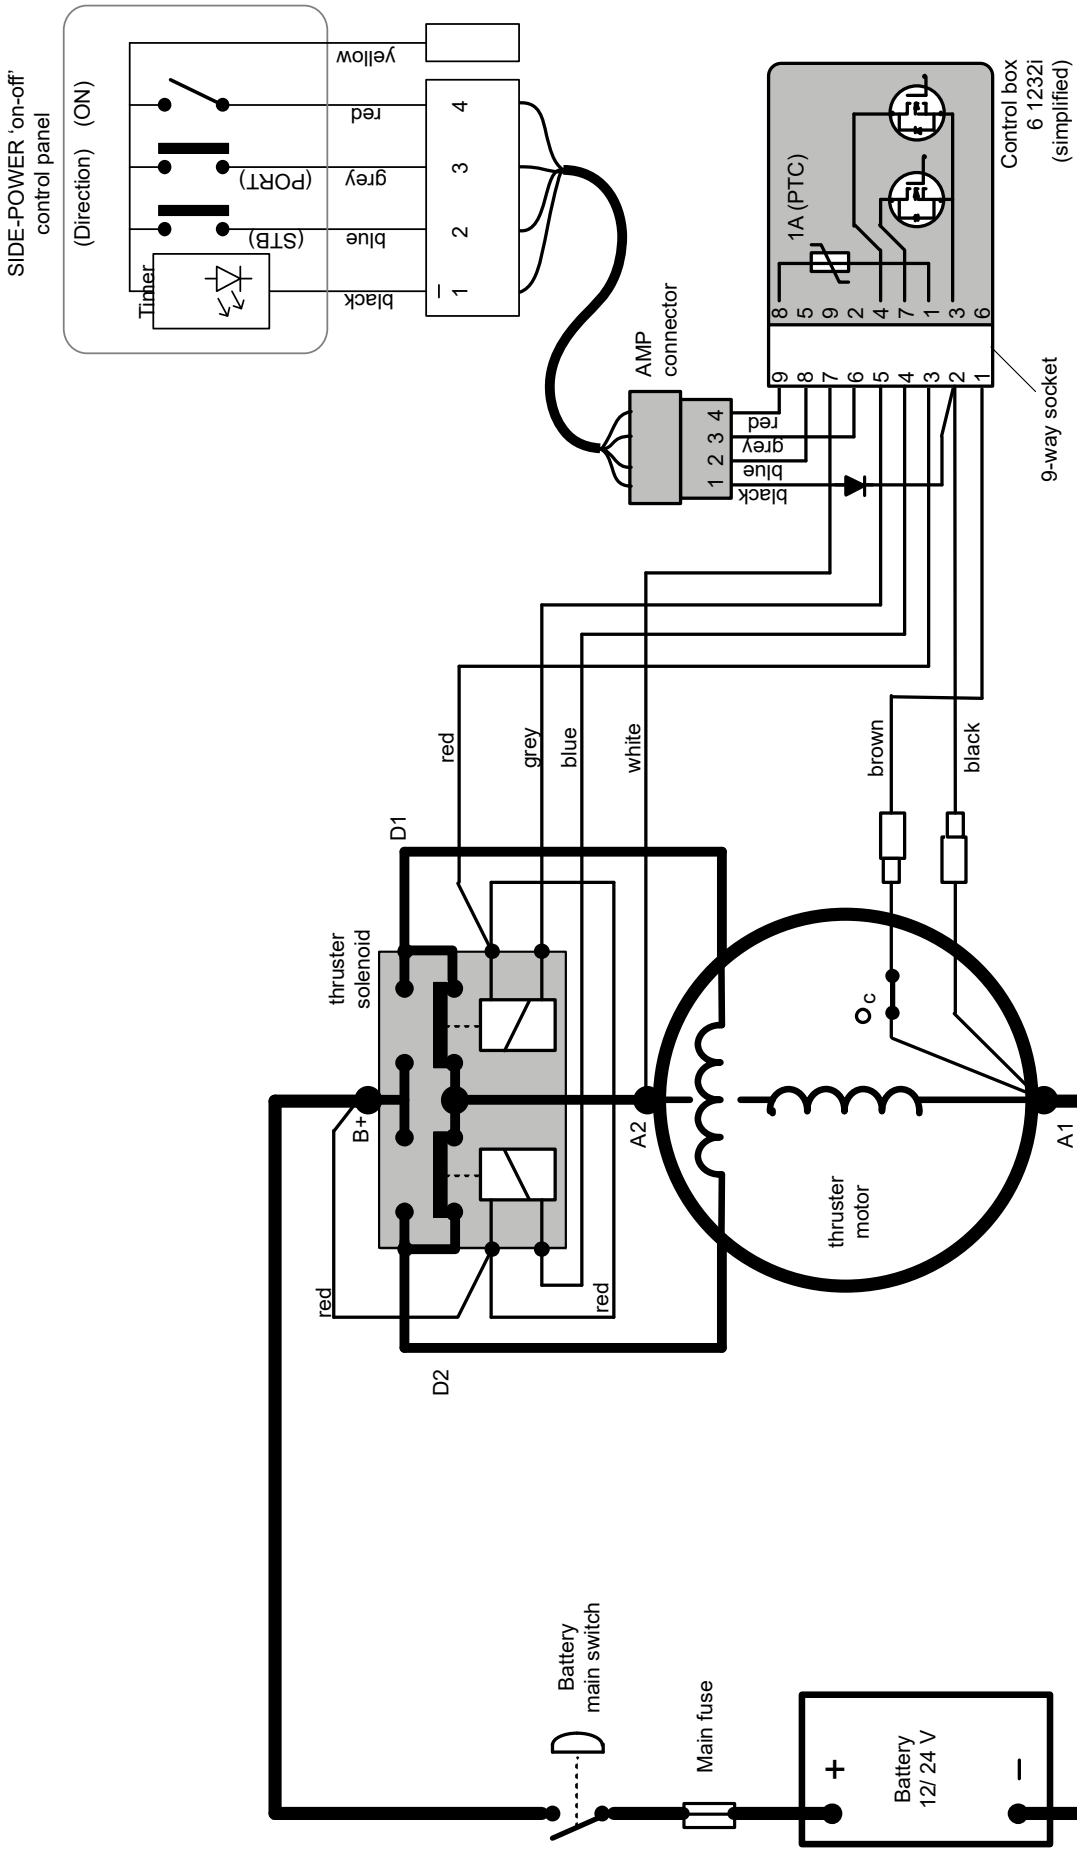 SIDE-POWER 'on-off'
control panel
(Direction) (ON)
Timer
(STB)
(PORT)
black
blue
grey
red
yellow
–
1 2 3 4
AMP
connector
1 2 3 4
black
blue
grey
red
1A (PTC)
8 5 9 2 4 7 1 3 6
9 8 7 6 5 4 3 2 1
Control box
6 1232i
(simplified)
9-way socket
red
grey
blue
white
brown
black
D1
thruster
solenoid
B+
red
red
D2
A2
°c
thruster
motor
A1
Battery
main switch
Main fuse
+
Battery
12/ 24 V
–